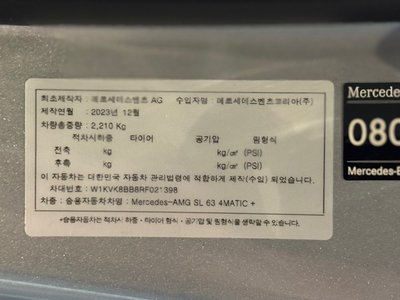 최초제작자 : 메르세데스벤츠 AG 수입자명 : 메르세데스벤츠코리아(주)
제작연월 : 2023년 12월
차량총중량 : 2,210 Kg
적차시하중 타이어 공기압 림형식
전축 kg kg/㎠ (PSI)
후축 kg kg/㎠ (PSI)
이 자동차는 대한민국 자동차 관리법령에 적합하게 제작(수입) 되었습니다.
차대번호 : W1KVK8BB8RF021398
차종 : 승용자동차차명 : Mercedes-AMG SL 63 4MATIC +
*승용자동차는 적차시 하중・타이어 형식・공기압 및 림형식을 생략할 수 있습니다.
Mercede
080
Mercedes-B